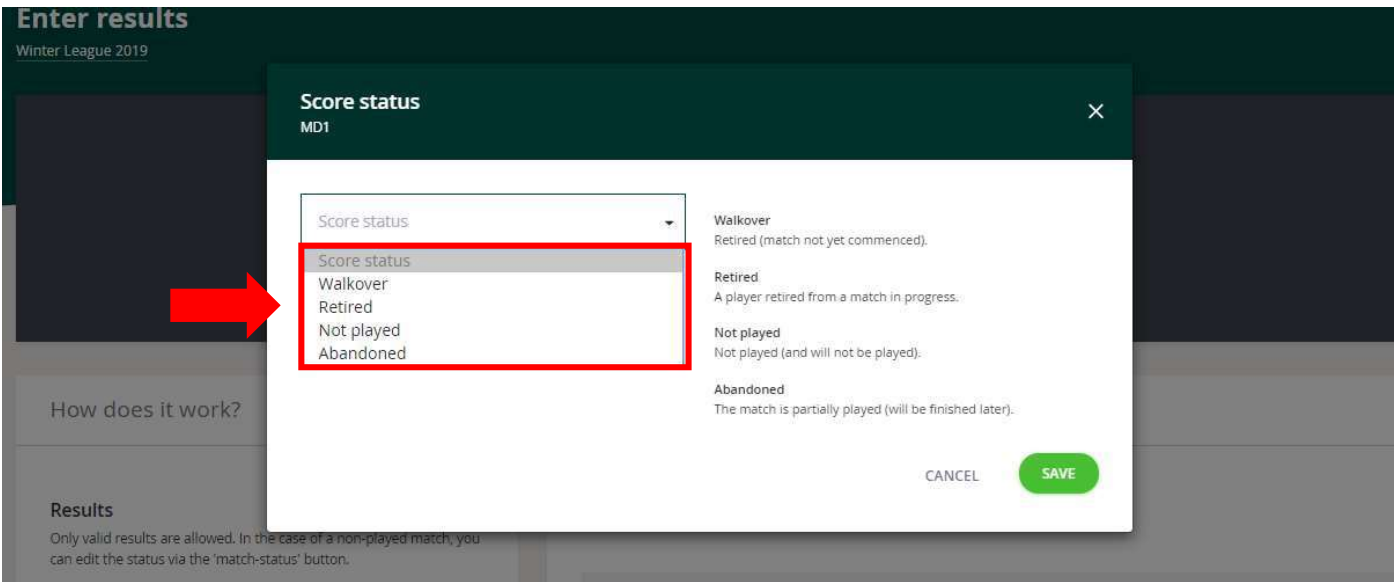 Enter results
Winter League 2019
Score status
MD1
Score status
Score status
Walkover
Retired
Not played
Abandoned
Walkover
Retired (match not yet commenced).
Retired
A player retired from a match in progress.
Not played
Not played (and will not be played).
Abandoned
The match is partially played (will be finished later).
CANCEL
SAVE
How does it work?
Results
Only valid results are allowed. In the case of a non-played match, you
can edit the status via the 'match-status' button.